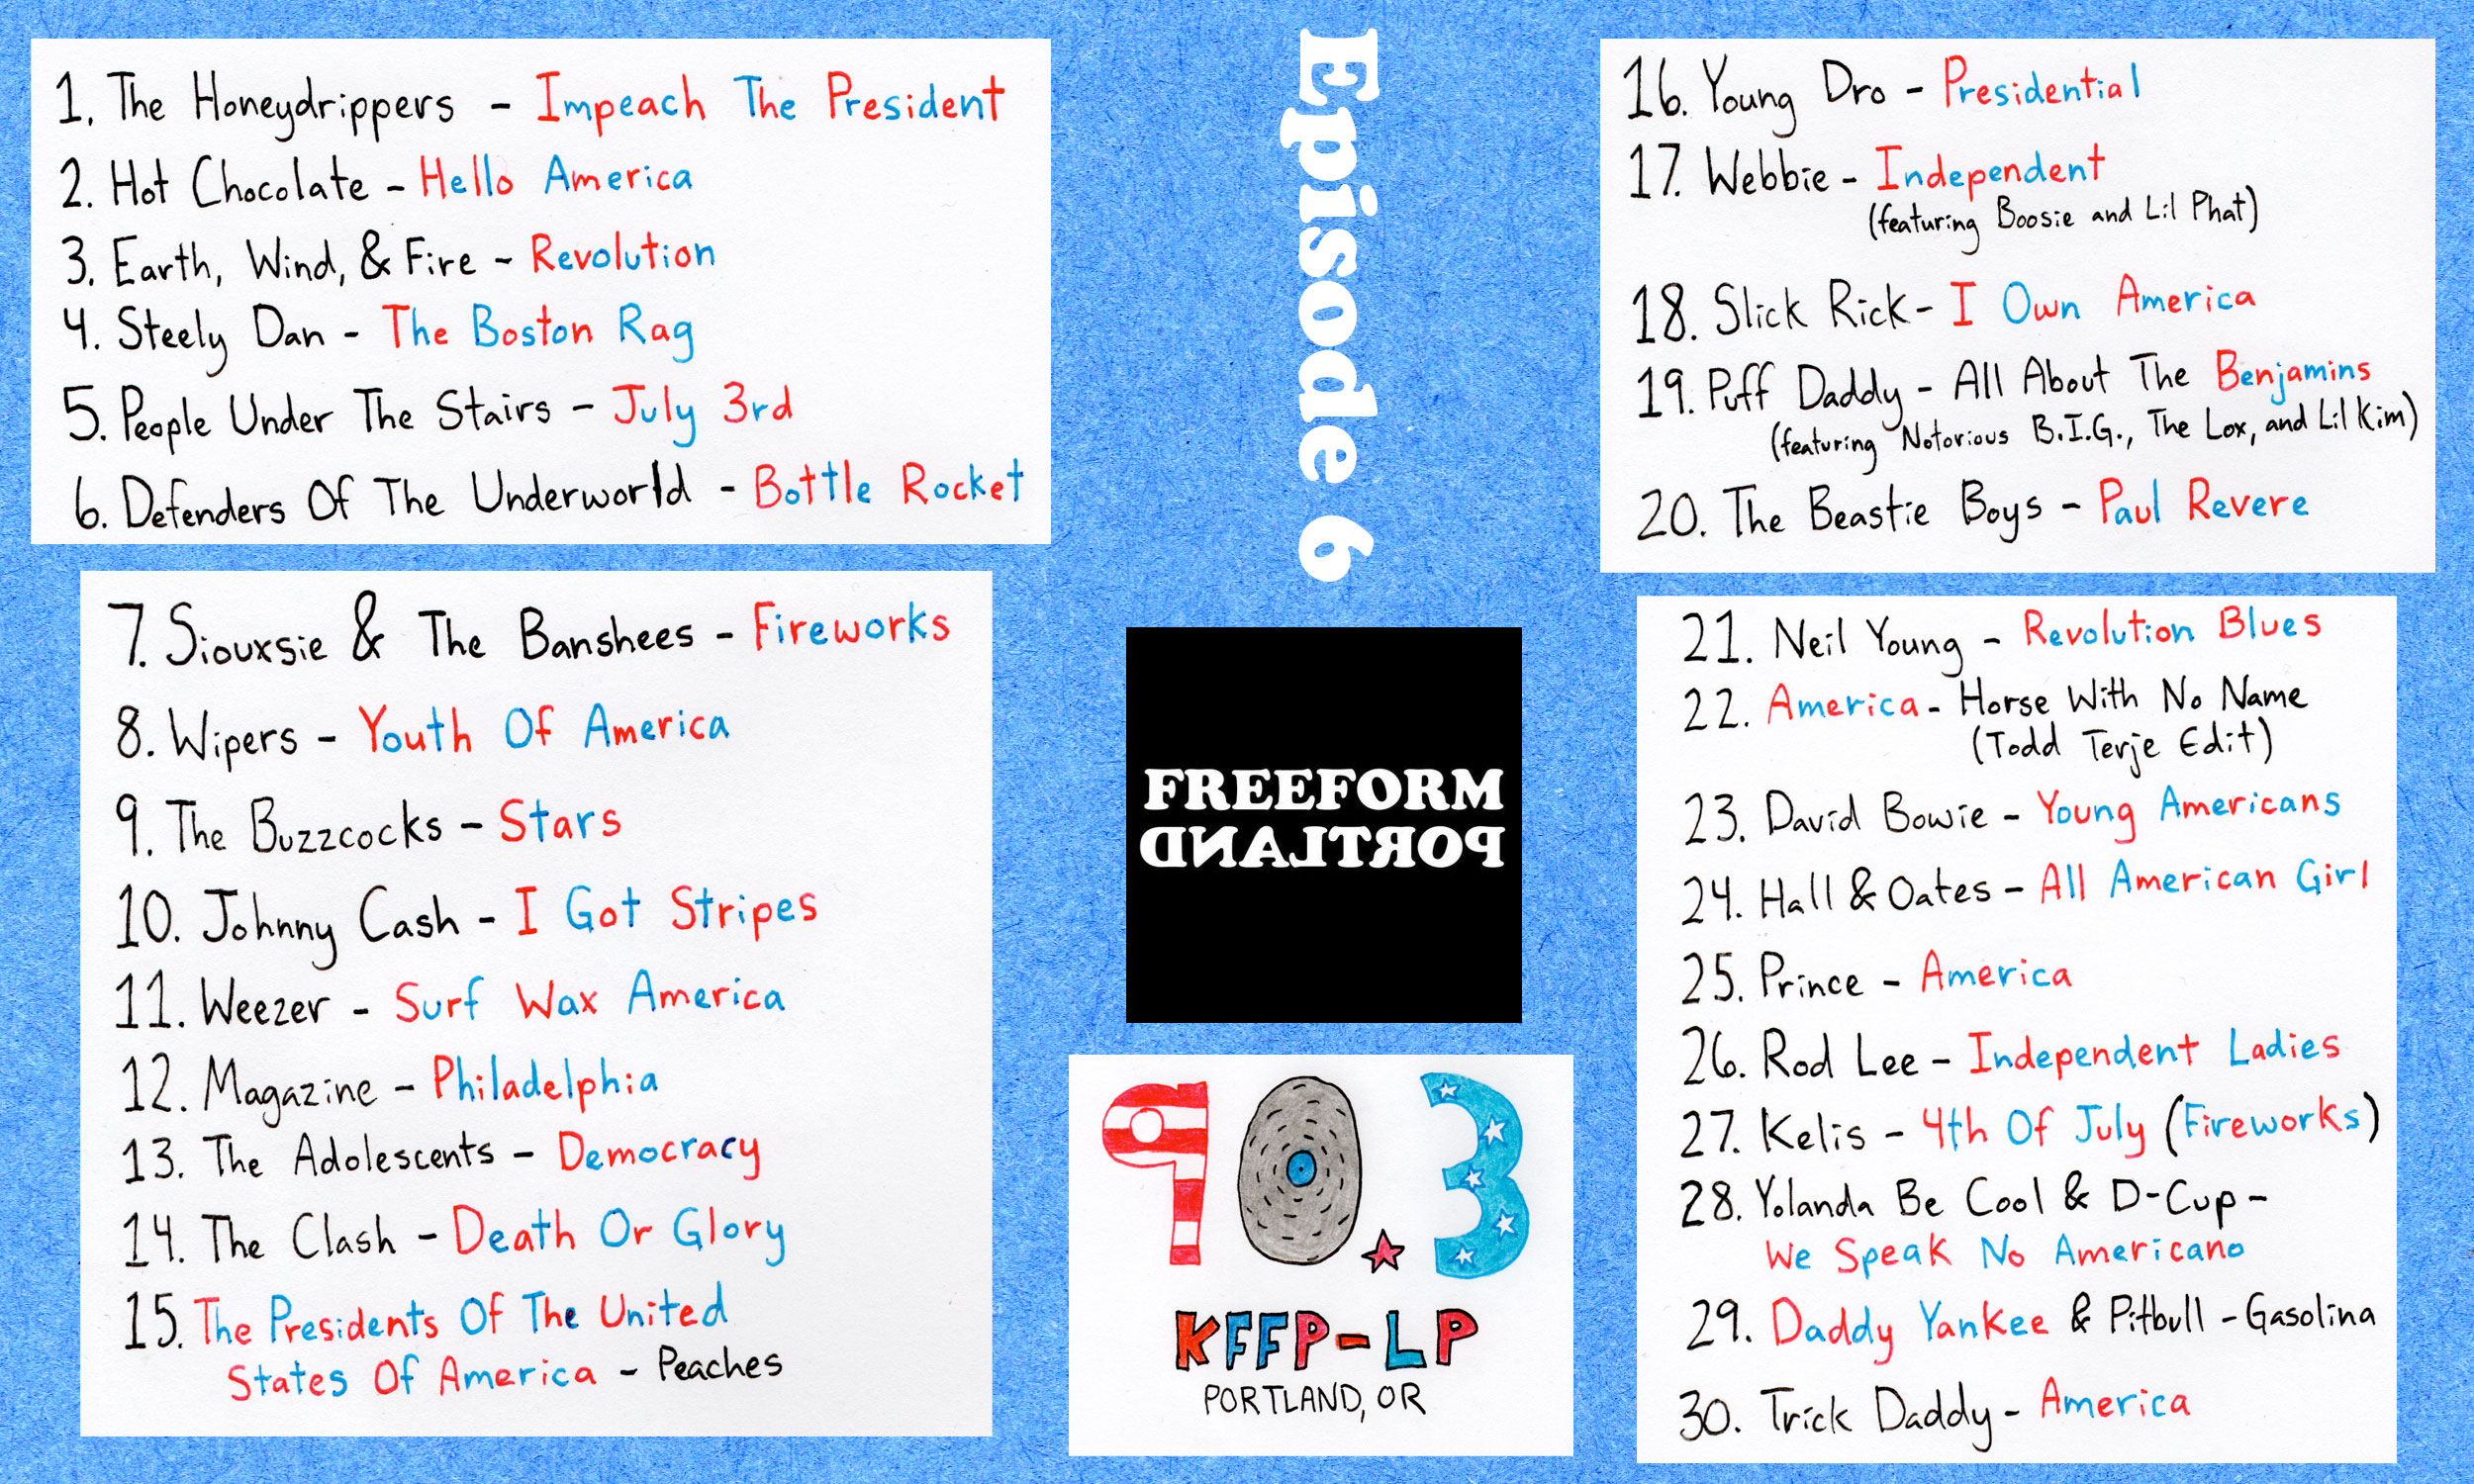 1. The Honeydrippers - Impeach The President
2. Hot Chocolate - Hello America
3. Earth, Wind, & Fire - Revolution
4. Steely Dan - The Boston Rag
5. People Under The Stairs - July 3rd
6. Defenders Of The Underworld - Bottle Rocket
7. Siouxsie & The Banshees - Fireworks
8. Wipers - Youth Of America
9. The Buzzcocks - Stars
10. Johnny Cash - I Got Stripes
11. Weezer - Surf Wax America
12. Magazine - Philadelphia
13. The Adolescents - Democracy
14. The Clash - Death Or Glory
15. The Presidents Of The United
States Of America - Peaches
Episode 6
FREEFORM
PORTLAND
90.3
KFFP-LP
PORTLAND, OR
16. Young Dro - Presidential
17. Webbie - Independent
(featuring Boosie and Lil Phat)
18. Slick Rick - I Own America
19. Puff Daddy - All About The Benjamins
(featuring Notorious B.I.G., The Lox, and Lil Kim)
20. The Beastie Boys - Paul Revere
21. Neil Young - Revolution Blues
22. America - Horse With No Name
(Todd Terje Edit)
23. David Bowie - Young Americans
24. Hall & Oates - All American Girl
25. Prince - America
26. Rod Lee - Independent Ladies
27. Kelis - 4th Of July (Fireworks)
28. Yolanda Be Cool & D-Cup -
We Speak No Americano
29. Daddy Yankee & Pitbull - Gasolina
30. Trick Daddy - America